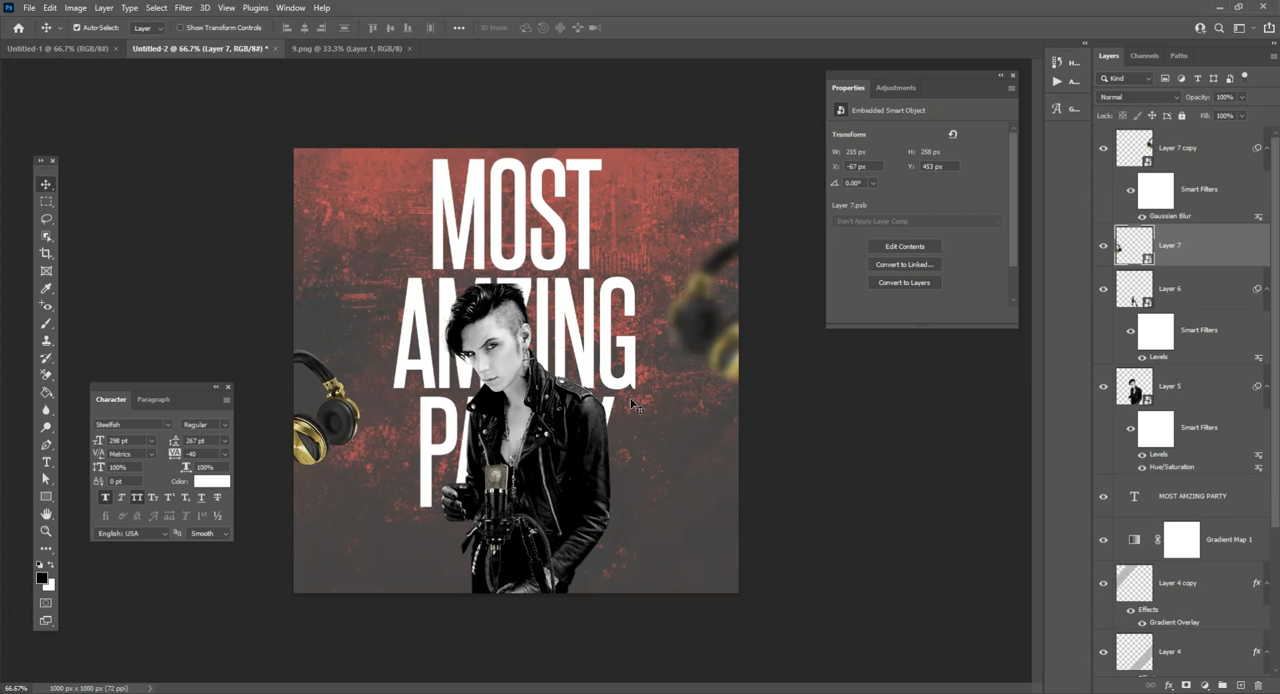 Ps File Edit Image Layer Type Select Filter 3D View Plugins Window Help
Auto-Select: Layer Show Transform Controls ••• 3D Mode:
Untitled-1 @ 66.7% (RGB/8#) × Untitled-2 @ 66.7% (Layer 7, RGB/8#) * × 9.png @ 33.3% (Layer 1, RGB/8) ×
MOST
AMZING
PARTY
Character Paragraph
Steelfish Regular
298 pt 267 pt
Metrics -40
100% 100%
0 pt Color:
English: USA Smooth
Properties Adjustments
Embedded Smart Object
Transform
W: 215 px H: 258 px
X: -67 px Y: 453 px
0.00°
Layer 7.psb
Don't Apply Layer Comp
Edit Contents
Convert to Linked...
Convert to Layers
H...
A...
G...
Layers Channels Paths
Kind
Normal Opacity: 100%
Lock: Fill: 100%
Layer 7 copy
Smart Filters
Gaussian Blur
Layer 7
Layer 6
Smart Filters
Levels
Layer 5
Smart Filters
Levels
Hue/Saturation
T MOST AMZING PARTY
Gradient Map 1
Layer 4 copy fx
Effects
Gradient Overlay
Layer 4 fx
66.67% 1000 px x 1000 px (72 ppi)